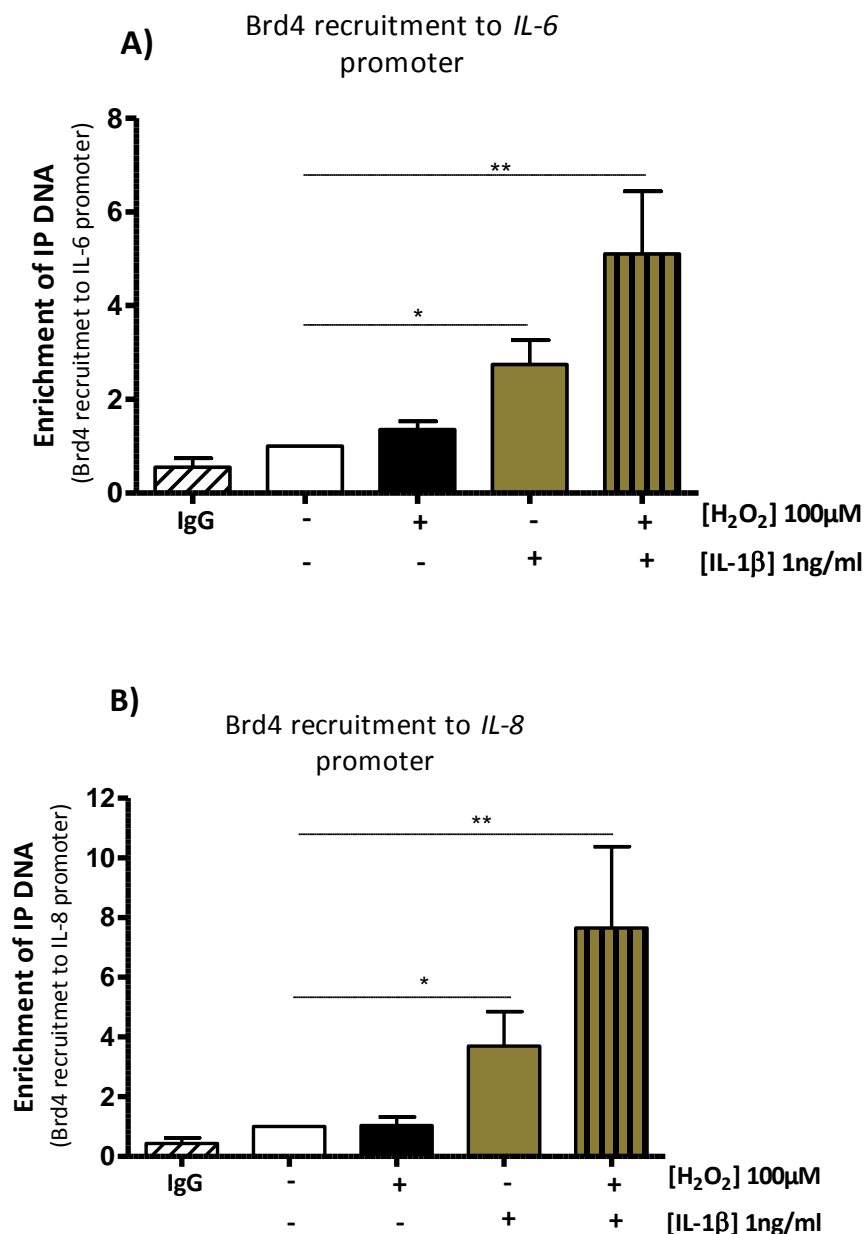 A)
Brd4 recruitment to IL-6
promoter
Enrichment of IP DNA
(Brd4 recruitmet to IL-6 promoter)
8
6
4
2
0
**
*
IgG - + - + [H₂O₂] 100µM
- - + + [IL-1β] 1ng/ml
B)
Brd4 recruitment to IL-8
promoter
Enrichment of IP DNA
(Brd4 recruitmet to IL-8 promoter)
12
10
8
6
4
2
0
**
*
IgG - + - + [H₂O₂] 100µM
- - + + [IL-1β] 1ng/ml